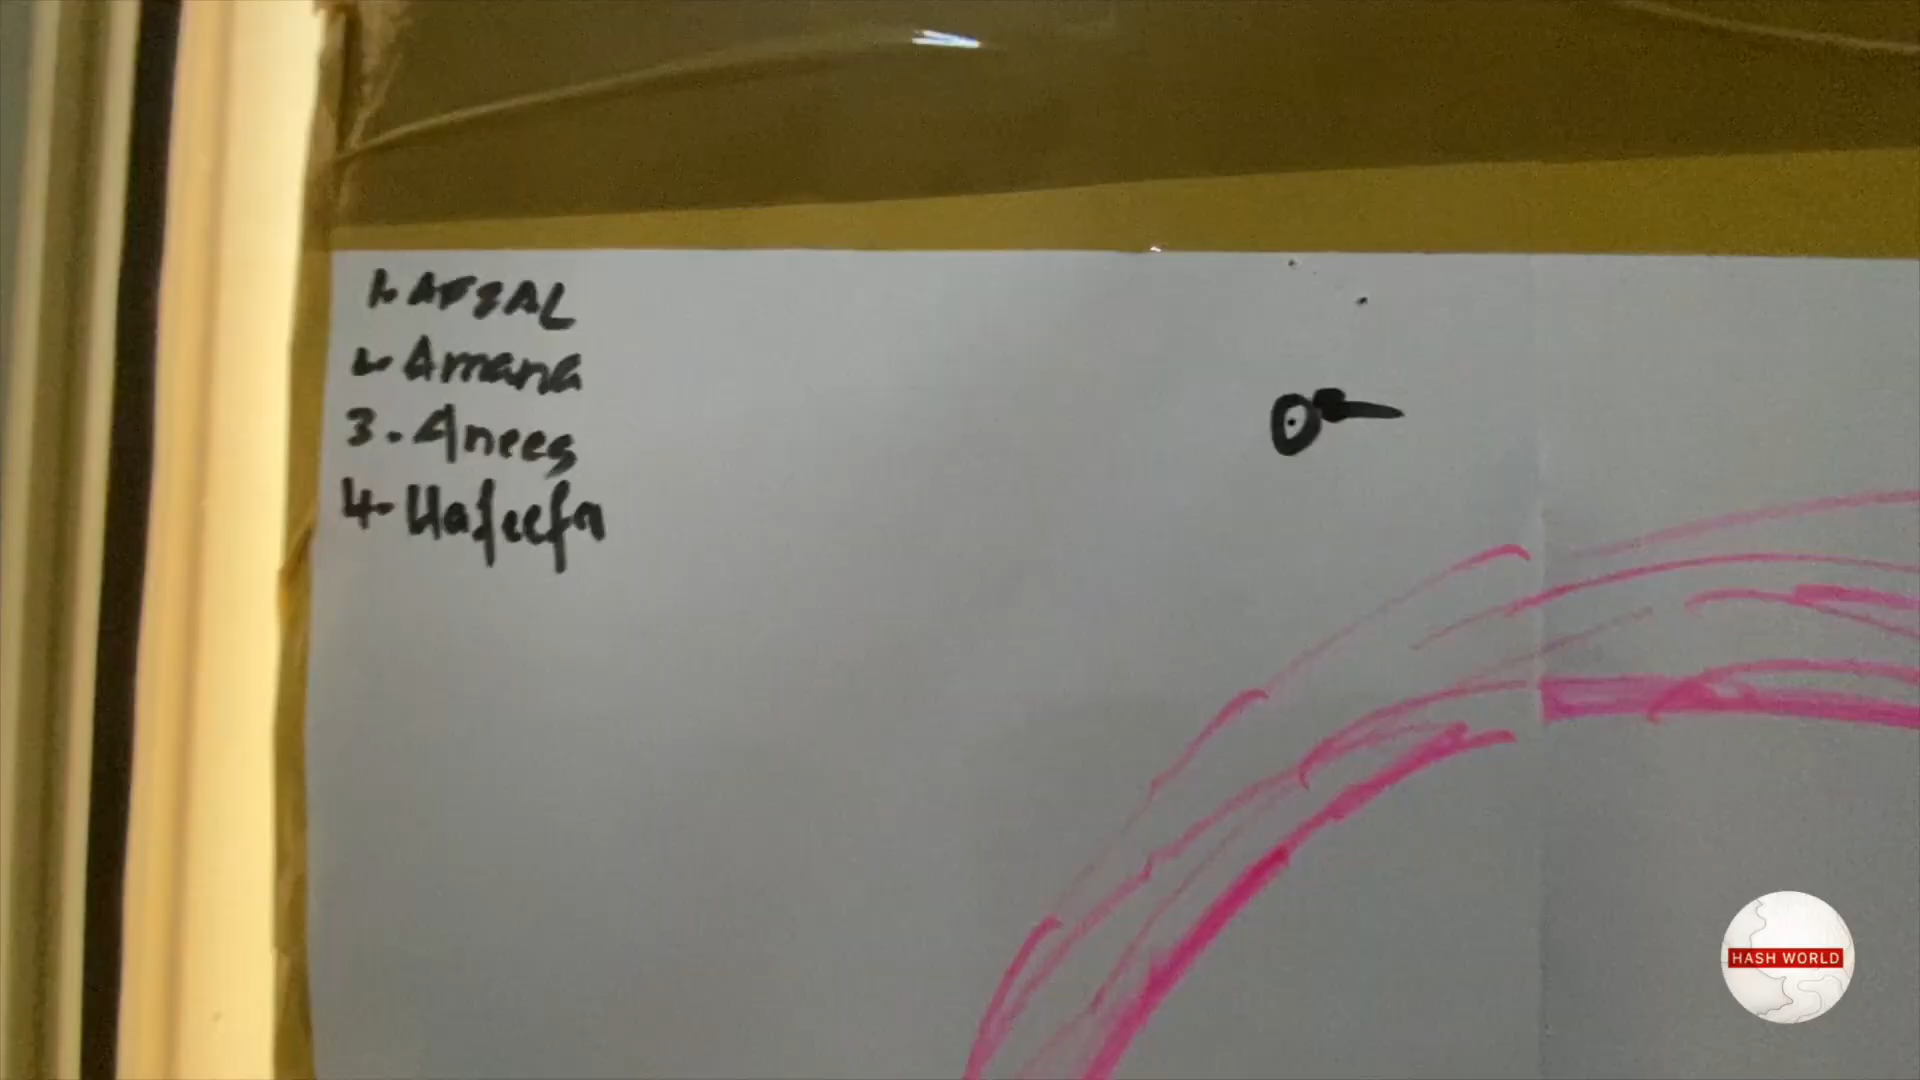 1. AFZAL
2. Amana
3. Anees
4. Hafeefa
HASH WORLD